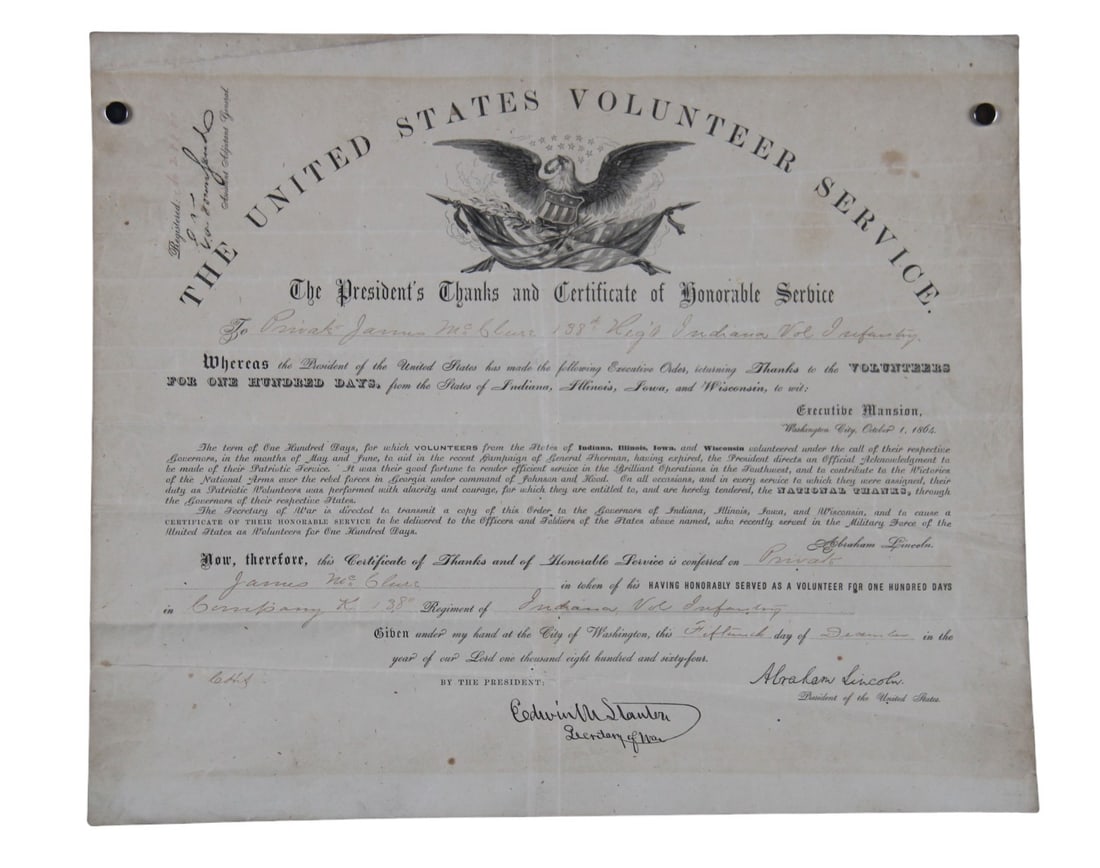 THE UNITED STATES VOLUNTEER SERVICE.
Registered
E. D. Townsend
Assistant Adjutant General.
The President's Thanks and Certificate of Honorable Service
To Private James McClure 138th Reg't Indiana Vol Infantry.
Whereas the President of the United States has made the following Executive Order, returning Thanks to the VOLUNTEERS
FOR ONE HUNDRED DAYS, from the States of Indiana, Illinois, Iowa, and Wisconsin, to wit:
Executive Mansion,
Washington City, October 1, 1864.
The term of One Hundred Days, for which VOLUNTEERS from the States of Indiana, Illinois, Iowa, and Wisconsin volunteered under the call of their respective
Governors, in the months of May and June, to aid in the recent Campaign of General Sherman, having expired, the President directs an Official Acknowledgment to
be made of their Patriotic Service. It was their good fortune to render efficient service in the Brilliant Operations in the Southwest, and to contribute to the Victories
of the National Arms over the rebel forces in Georgia under command of Johnson and Hood. On all occasions, and in every service to which they were assigned, their
duty as Patriotic Volunteers was performed with alacrity and courage, for which they are entitled to, and are hereby tendered, the NATIONAL THANKS, through
the Governors of their respective States.
The Secretary of War is directed to transmit a copy of this Order to the Governors of Indiana, Illinois, Iowa, and Wisconsin, and to cause a
CERTIFICATE OF THEIR HONORABLE SERVICE to be delivered to the Officers and Soldiers of the States above named, who recently served in the Military Force of the
United States as Volunteers for One Hundred Days.
Abraham Lincoln.
Now, therefore, this Certificate of Thanks and of Honorable Service is conferred on Private
James McClure in token of his HAVING HONORABLY SERVED AS A VOLUNTEER FOR ONE HUNDRED DAYS
in Company K 138th Regiment of Indiana Vol Infantry
Given under my hand at the City of Washington, this Fifteenth day of December in the
year of our Lord one thousand eight hundred and sixty-four.
BY THE PRESIDENT:
Abraham Lincoln.
President of the United States.
Edwin M Stanton
Secretary of War